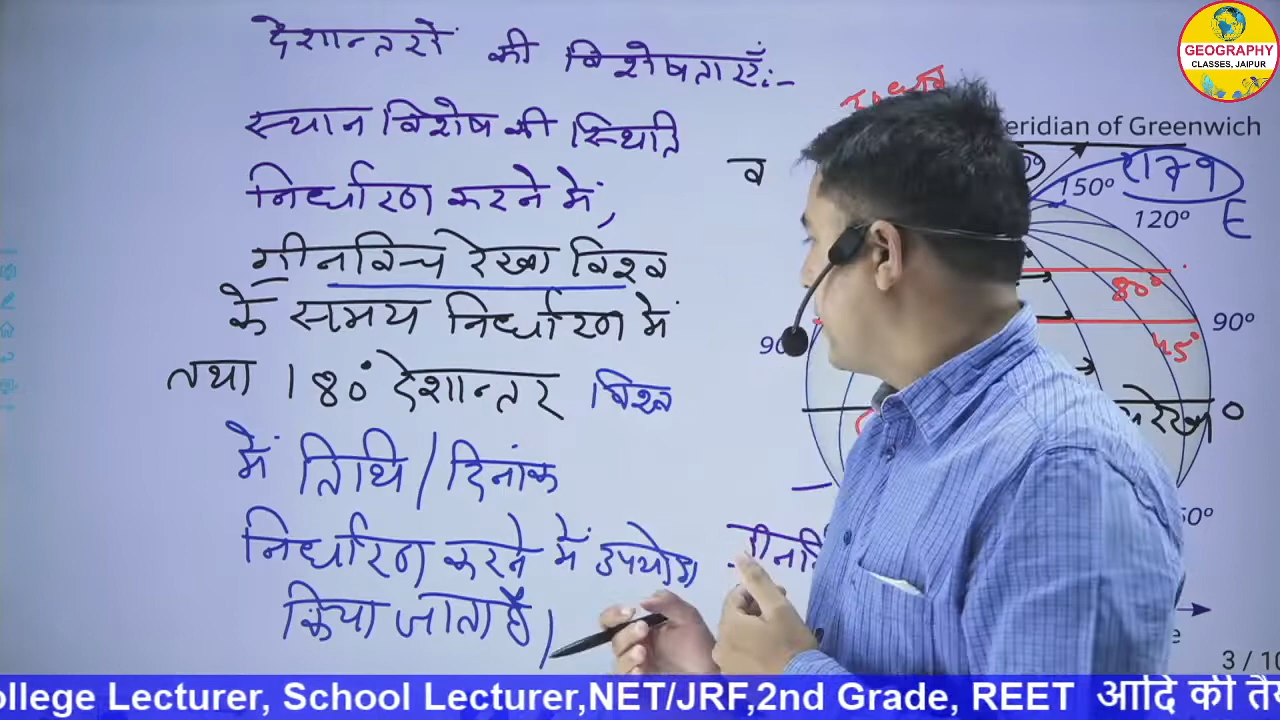 देशान्तरों की विशेषताएँ:-
स्थान विशेष की स्थिति
निर्धारण करने में,
ग्रीनविच रेखा विश्व
के समय निर्धारण में
तथा 180° देशान्तर विश्व
में तिथि/दिनांक
निर्धारण करने में उपयोग
किया जाता है।
GEOGRAPHY
CLASSES, JAIPUR
eridian of Greenwich
व
150°
120°
E
80°
90°
45°
90
0
3 / 10
ollege Lecturer, School Lecturer,NET/JRF,2nd Grade, REET आदि की तै